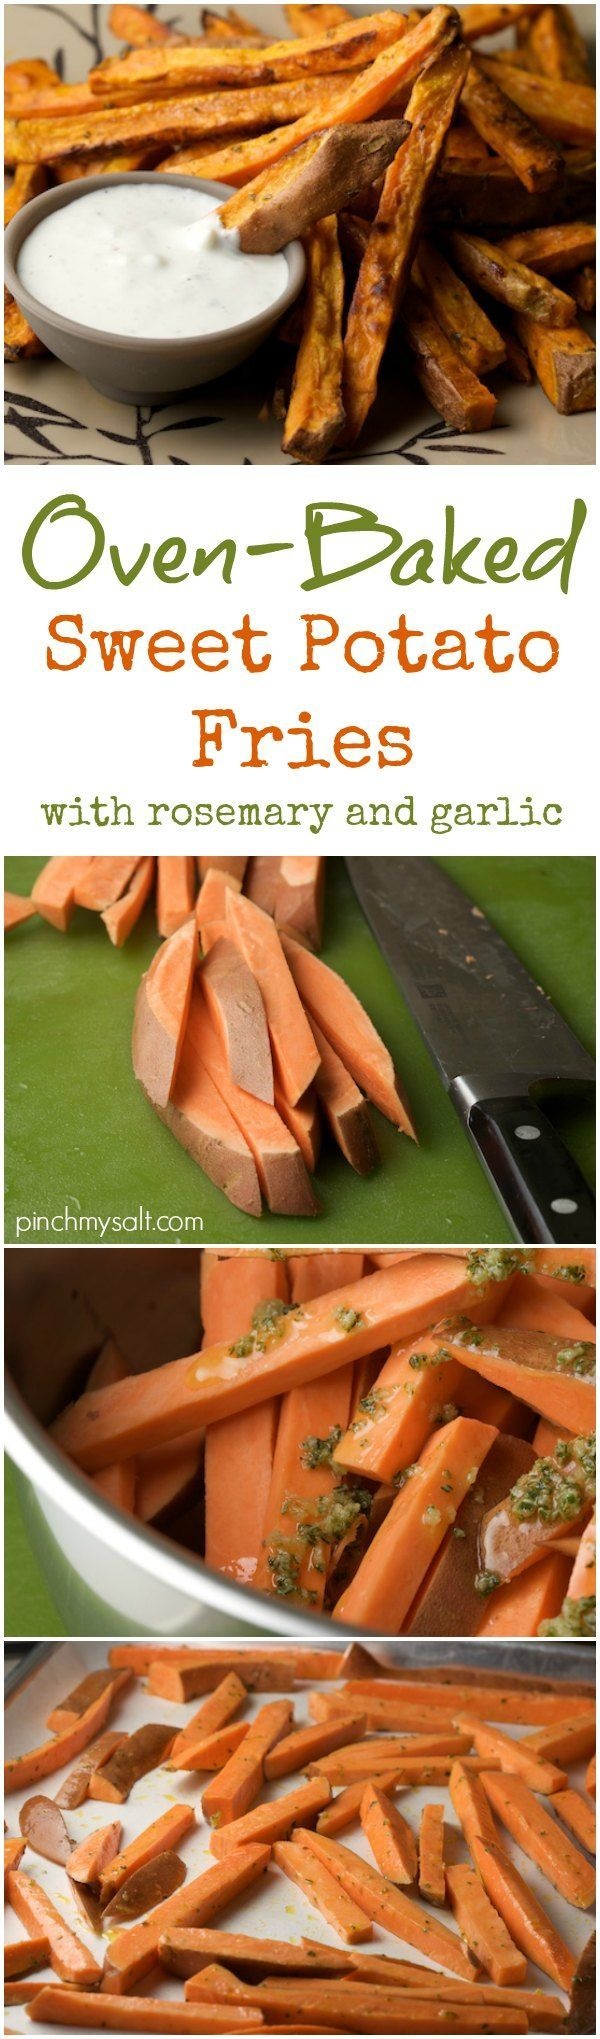 Oven-Baked
Sweet Potato
Fries
with rosemary and garlic
pinchmysalt.com